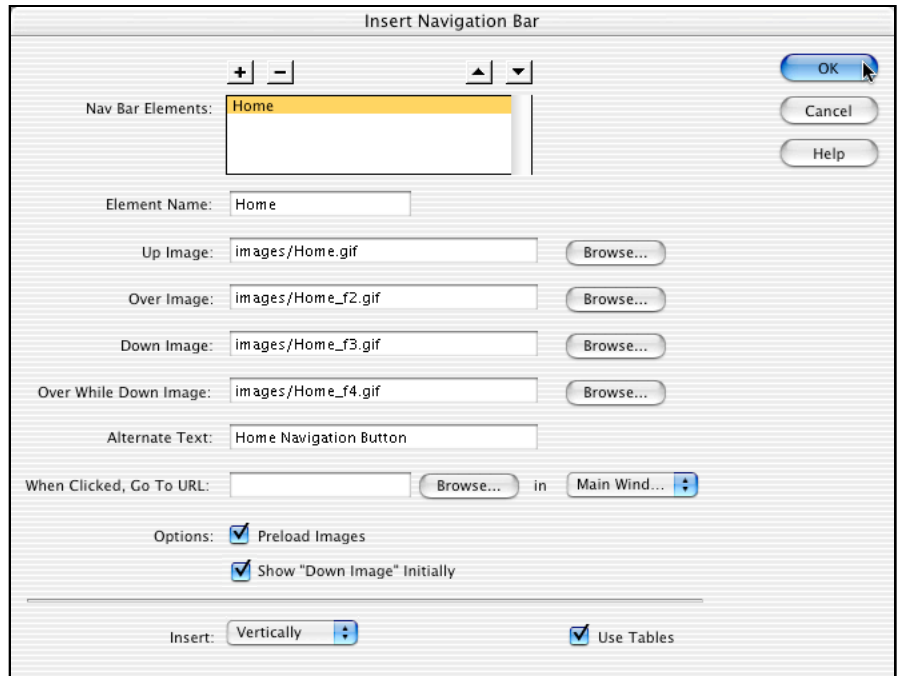 Insert Navigation Bar
OK
Nav Bar Elements: Home
Cancel
Help
Element Name: Home
Up Image: images/Home.gif Browse...
Over Image: images/Home_f2.gif Browse...
Down Image: images/Home_f3.gif Browse...
Over While Down Image: images/Home_f4.gif Browse...
Alternate Text: Home Navigation Button
When Clicked, Go To URL: Browse... in Main Wind...
Options: Preload Images
Show "Down Image" Initially
Insert: Vertically Use Tables